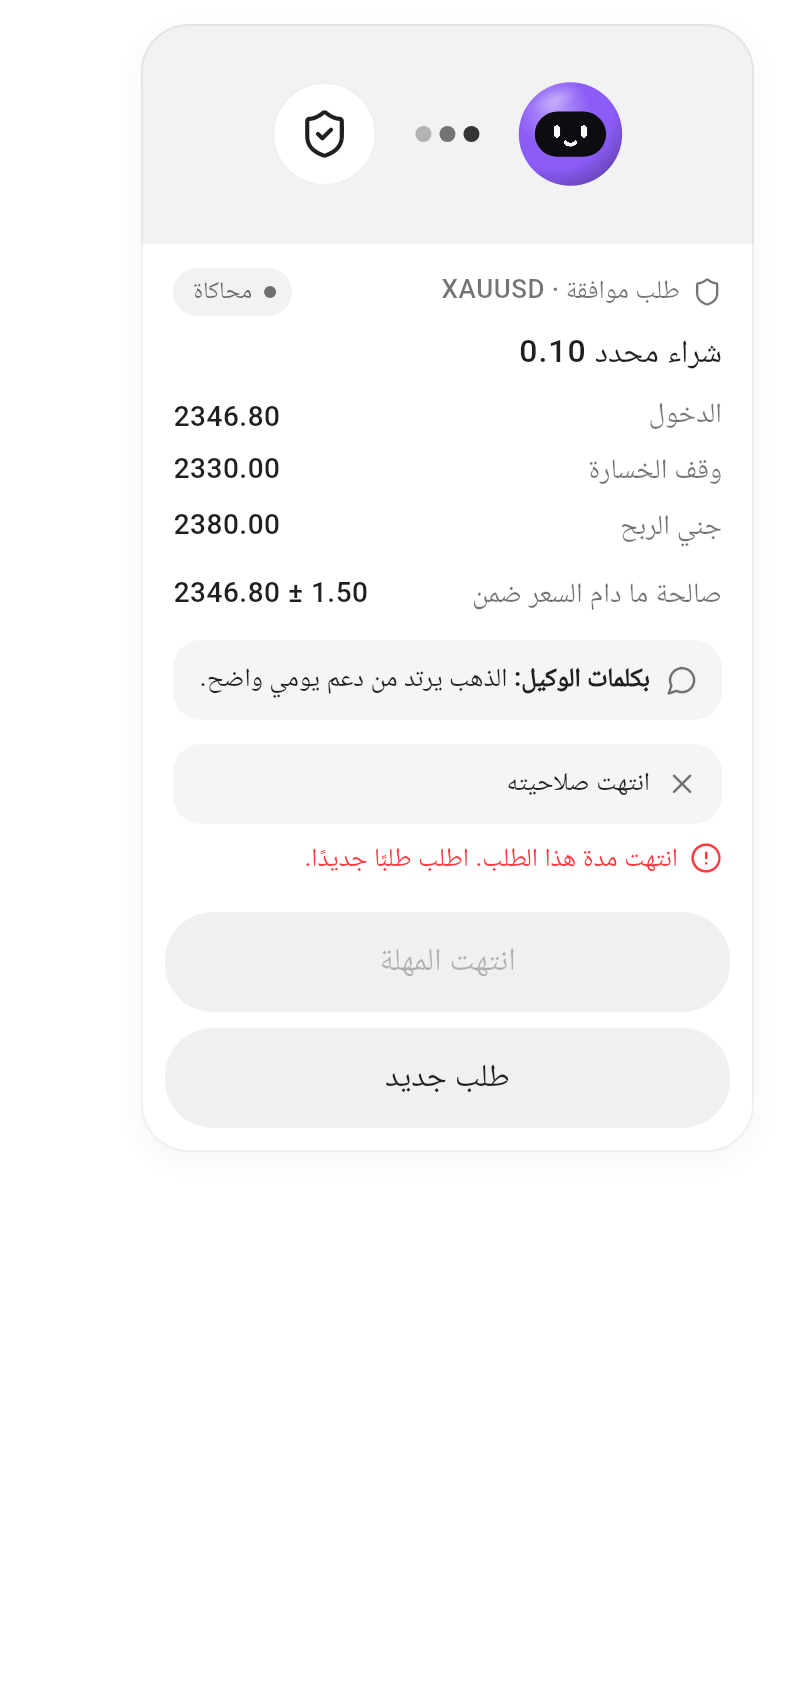 طلب موافقة · XAUUSD
محاكاة
شراء محدد 0.10
الدخول 2346.80
وقف الخسارة 2330.00
جني الربح 2380.00
صالحة ما دام السعر ضمن 2346.80 ± 1.50
بكلمات الوكيل: الذهب يرتد من دعم يومي واضح.
انتهت صلاحيته
انتهت مدة هذا الطلب. اطلب طلبًا جديدًا.
انتهت المهلة
طلب جديد